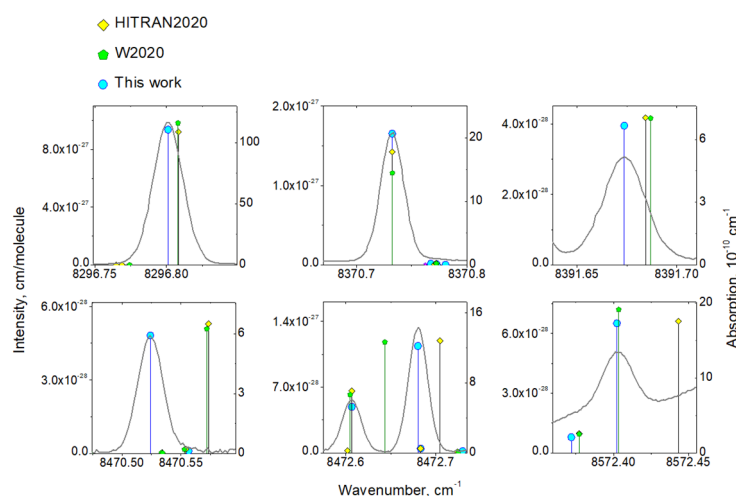 HITRAN2020
W2020
This work
Intensity, cm/molecule
Absorption, 10⁻¹⁰ cm⁻¹
8.0x10⁻²⁷
4.0x10⁻²⁷
0.0
100
50
0
8296.75
8296.80
2.0x10⁻²⁷
1.0x10⁻²⁷
0.0
20
10
0
8370.7
8370.8
4.0x10⁻²⁸
2.0x10⁻²⁸
0.0
7
3
0
8391.65
8391.70
6.0x10⁻²⁸
3.0x10⁻²⁸
0.0
6
3
0
8470.50
8470.55
1.4x10⁻²⁷
7.0x10⁻²⁸
0.0
16
8
0
8472.6
8472.7
6.0x10⁻²⁸
3.0x10⁻²⁸
0.0
20
10
0
8572.40
8572.45
Wavenumber, cm⁻¹